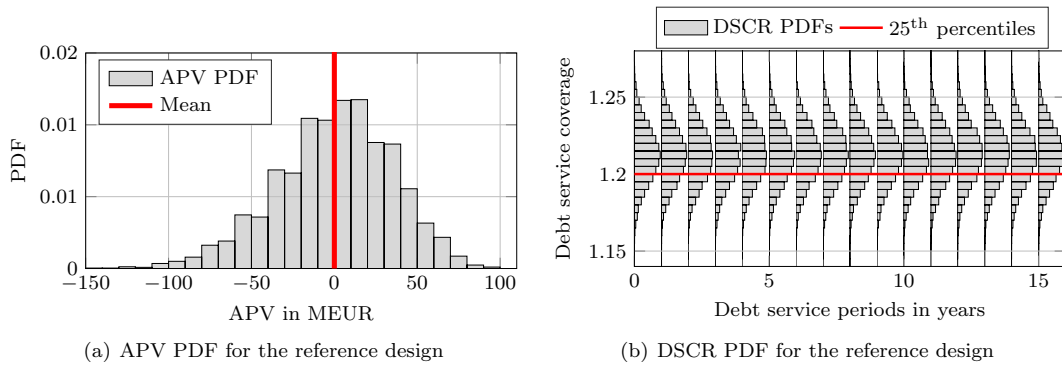 0.02
0.01
0.01
0
PDF
APV PDF
Mean
−150
−100
−50
0
50
100
APV in MEUR
(a) APV PDF for the reference design
DSCR PDFs
25th percentiles
1.25
1.2
1.15
Debt service coverage
0
5
10
15
Debt service periods in years
(b) DSCR PDF for the reference design